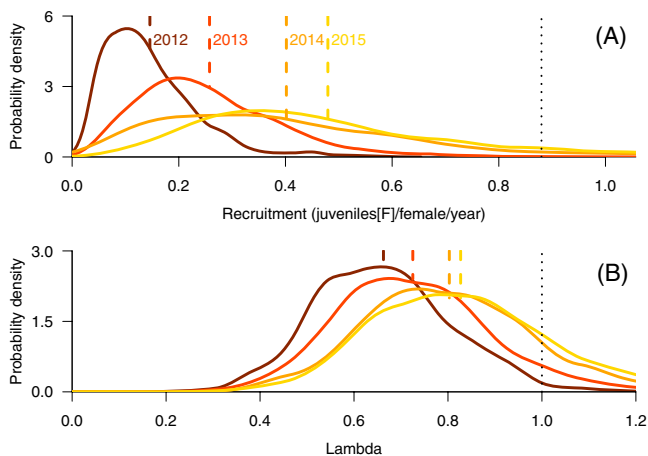 6
(A)
2012 2013 2014 2015
3
0
Probability density
0.0 0.2 0.4 0.6 0.8 1.0
Recruitment (juveniles[F]/female/year)
3.0
(B)
1.5
0.0
Probability density
0.0 0.2 0.4 0.6 0.8 1.0 1.2
Lambda